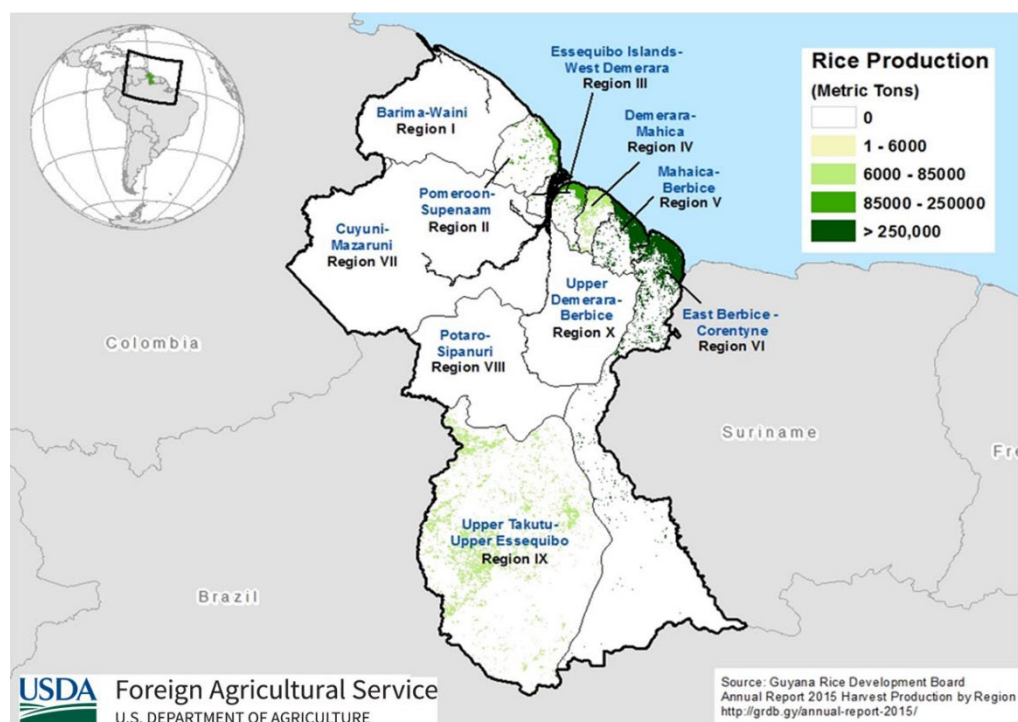 Essequibo Islands-
West Demerara
Region III
Rice Production
(Metric Tons)
0
1 - 6000
6000 - 85000
85000 - 250000
> 250,000
Barima-Waini
Region I
Demerara-
Mahica
Region IV
Mahaica-
Berbice
Region V
Pomeroon-
Supenaam
Region II
Cuyuni-
Mazaruni
Region VII
Upper
Demerara-
Berbice
Region X
East Berbice -
Corentyne
Region VI
Potaro-
Sipanuri
Region VIII
Colombia
Suriname
Fre
Upper Takutu-
Upper Essequibo
Region IX
Brazil
USDA
Foreign Agricultural Service
U.S. DEPARTMENT OF AGRICULTURE
Source: Guyana Rice Development Board
Annual Report 2015 Harvest Production by Region
http://grdb.gy/annual-report-2015/